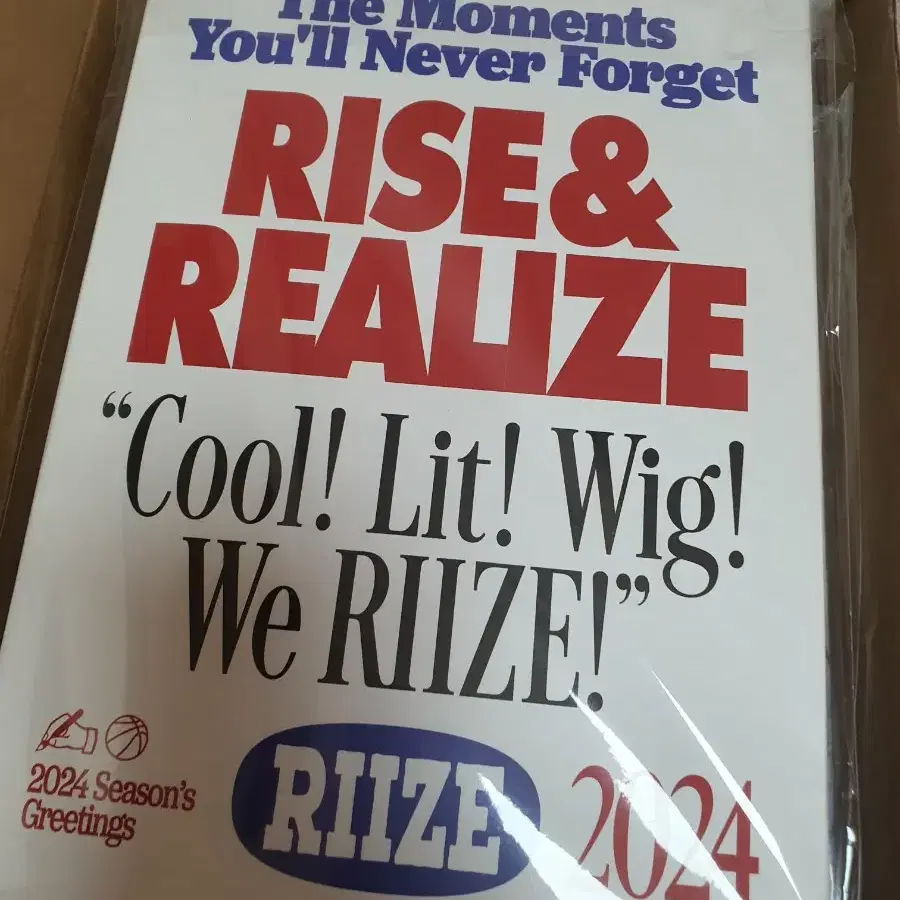 The Moments
You'll Never Forget
RISE &
REALIZE
“Cool! Lit! Wig!
We RIIZE!”
2024 Season's
Greetings
RIIZE
2024